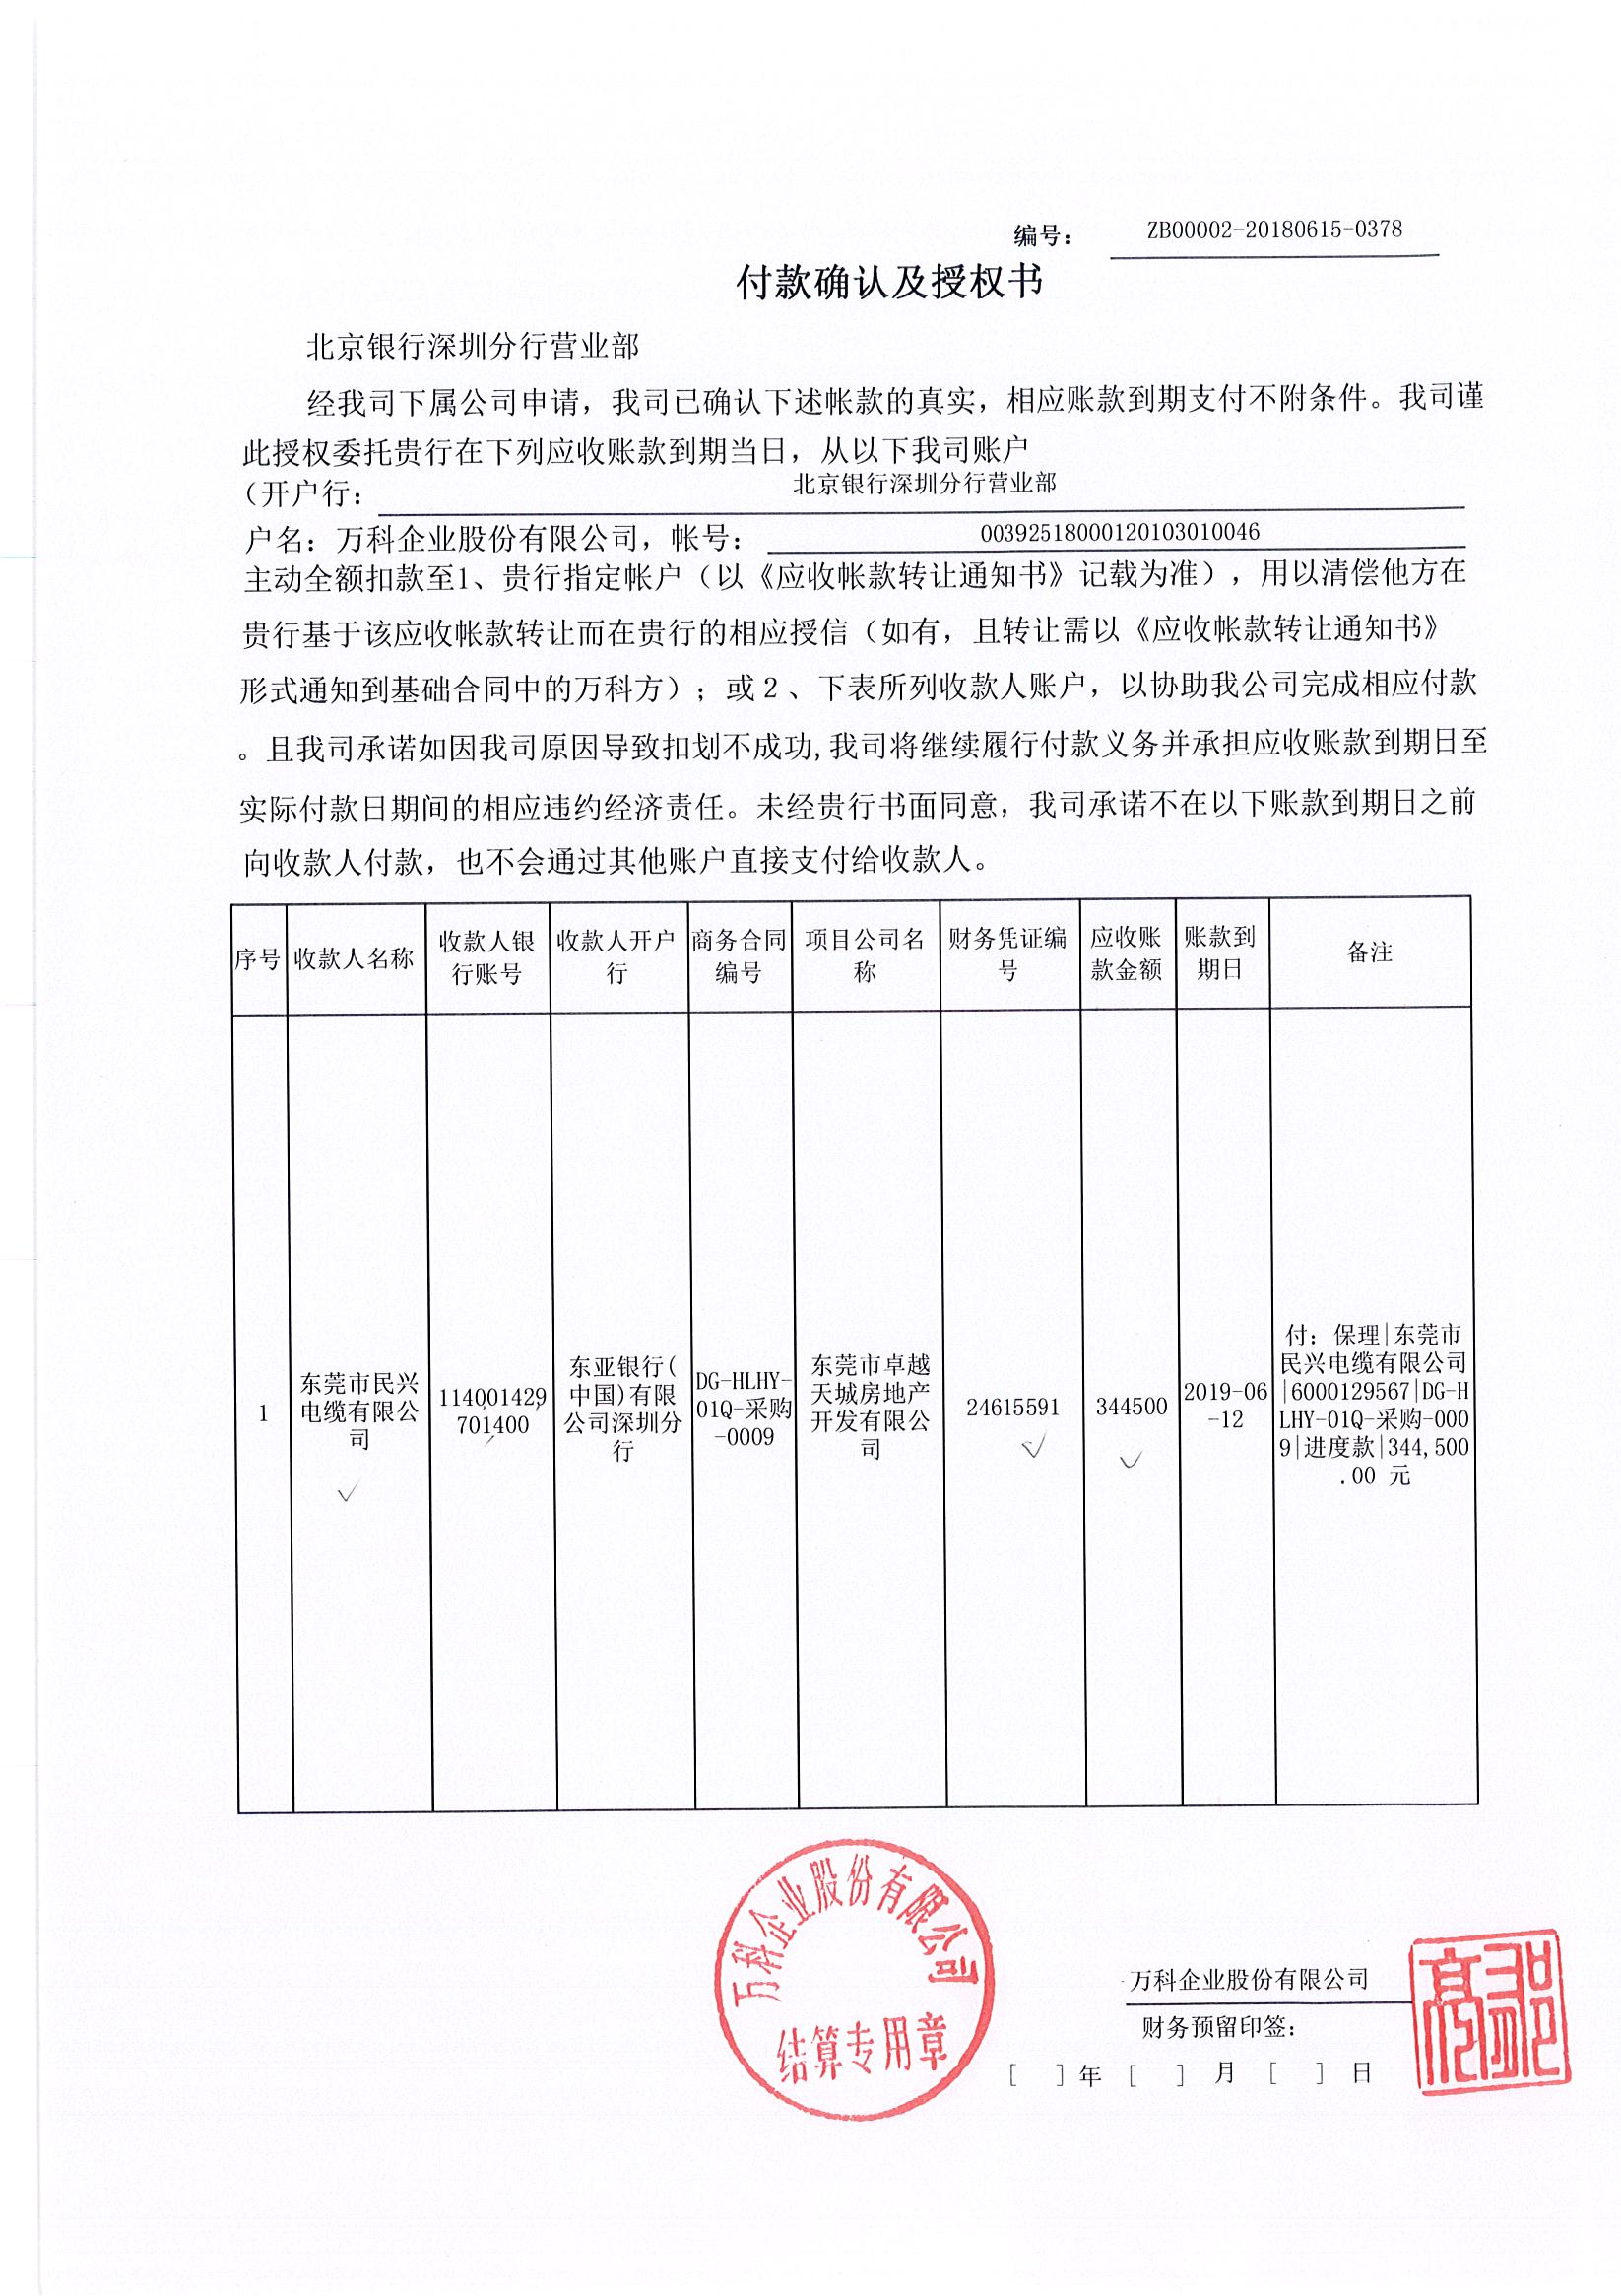 编号： ZB00002-20180615-0378
付款确认及授权书
北京银行深圳分行营业部
经我司下属公司申请，我司已确认下述帐款的真实，相应账款到期支付不附条件。我司谨
此授权委托贵行在下列应收账款到期当日，从以下我司账户
（开户行： 北京银行深圳分行营业部
户名：万科企业股份有限公司，帐号： 00392518000120103010046
主动全额扣款至1、贵行指定帐户（以《应收帐款转让通知书》记载为准），用以清偿他方在
贵行基于该应收帐款转让而在贵行的相应授信（如有，且转让需以《应收帐款转让通知书》
形式通知到基础合同中的万科方）；或２、下表所列收款人账户，以协助我公司完成相应付款
。且我司承诺如因我司原因导致扣划不成功,我司将继续履行付款义务并承担应收账款到期日至
实际付款日期间的相应违约经济责任。未经贵行书面同意，我司承诺不在以下账款到期日之前
向收款人付款，也不会通过其他账户直接支付给收款人。
序号
收款人名称
收款人银
行账号
收款人开户
行
商务合同
编号
项目公司名
称
财务凭证编
号
应收账
款金额
账款到
期日
备注
1
东莞市民兴
电缆有限公
司
114001429
701400
东亚银行(
中国)有限
公司深圳分
行
DG-HLHY-
01Q-采购
-0009
东莞市卓越
天城房地产
开发有限公
司
24615591
344500
2019-06
-12
付：保理|东莞市
民兴电缆有限公司
|6000129567|DG-H
LHY-01Q-采购-000
9|进度款|344,500
.00 元
万科企业股份有限公司
结算专用章
万科企业股份有限公司
财务预留印签：
[ ]年 [ ] 月 [ ] 日